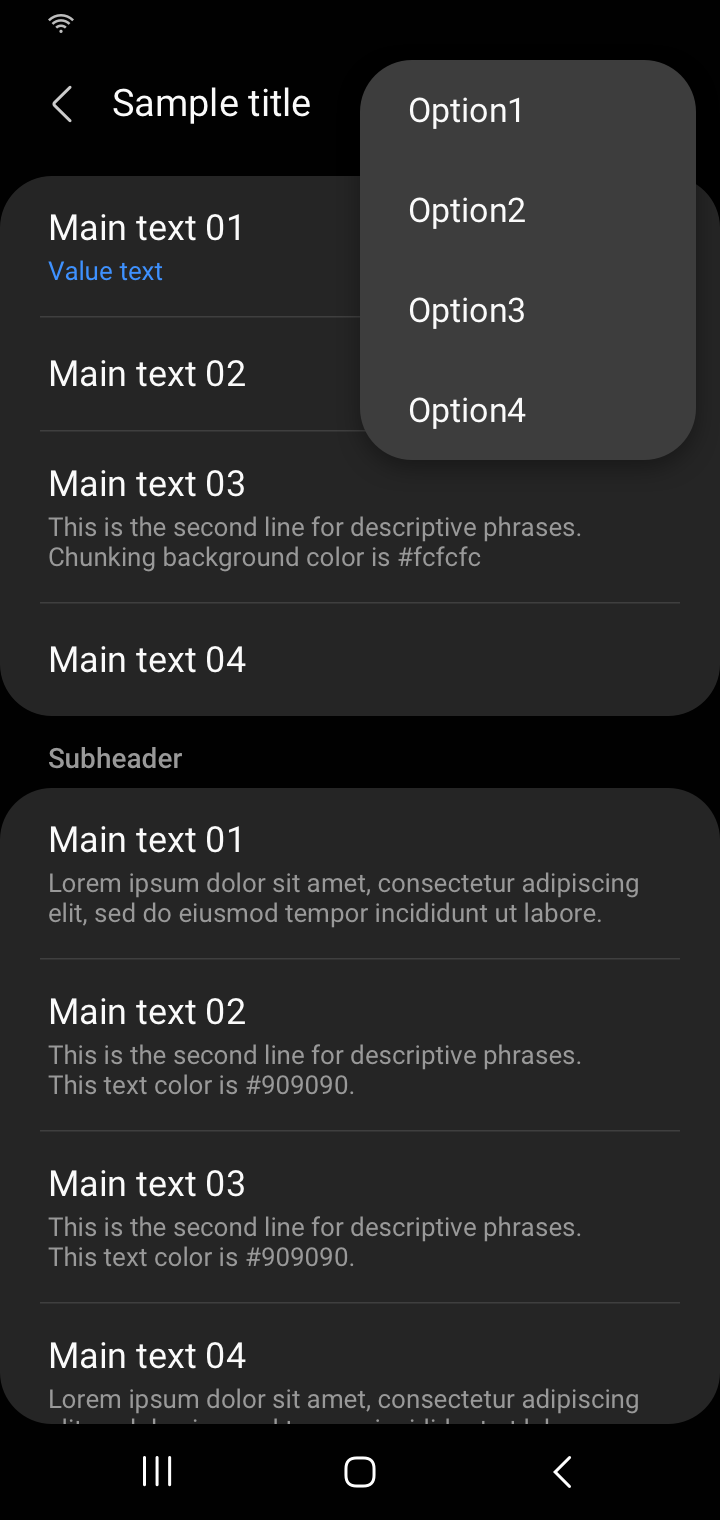 Sample title
Option1
Option2
Option3
Option4
Main text 01
Value text
Main text 02
Main text 03
This is the second line for descriptive phrases.
Chunking background color is #fcfcfc
Main text 04
Subheader
Main text 01
Lorem ipsum dolor sit amet, consectetur adipiscing
elit, sed do eiusmod tempor incididunt ut labore.
Main text 02
This is the second line for descriptive phrases.
This text color is #909090.
Main text 03
This is the second line for descriptive phrases.
This text color is #909090.
Main text 04
Lorem ipsum dolor sit amet, consectetur adipiscing